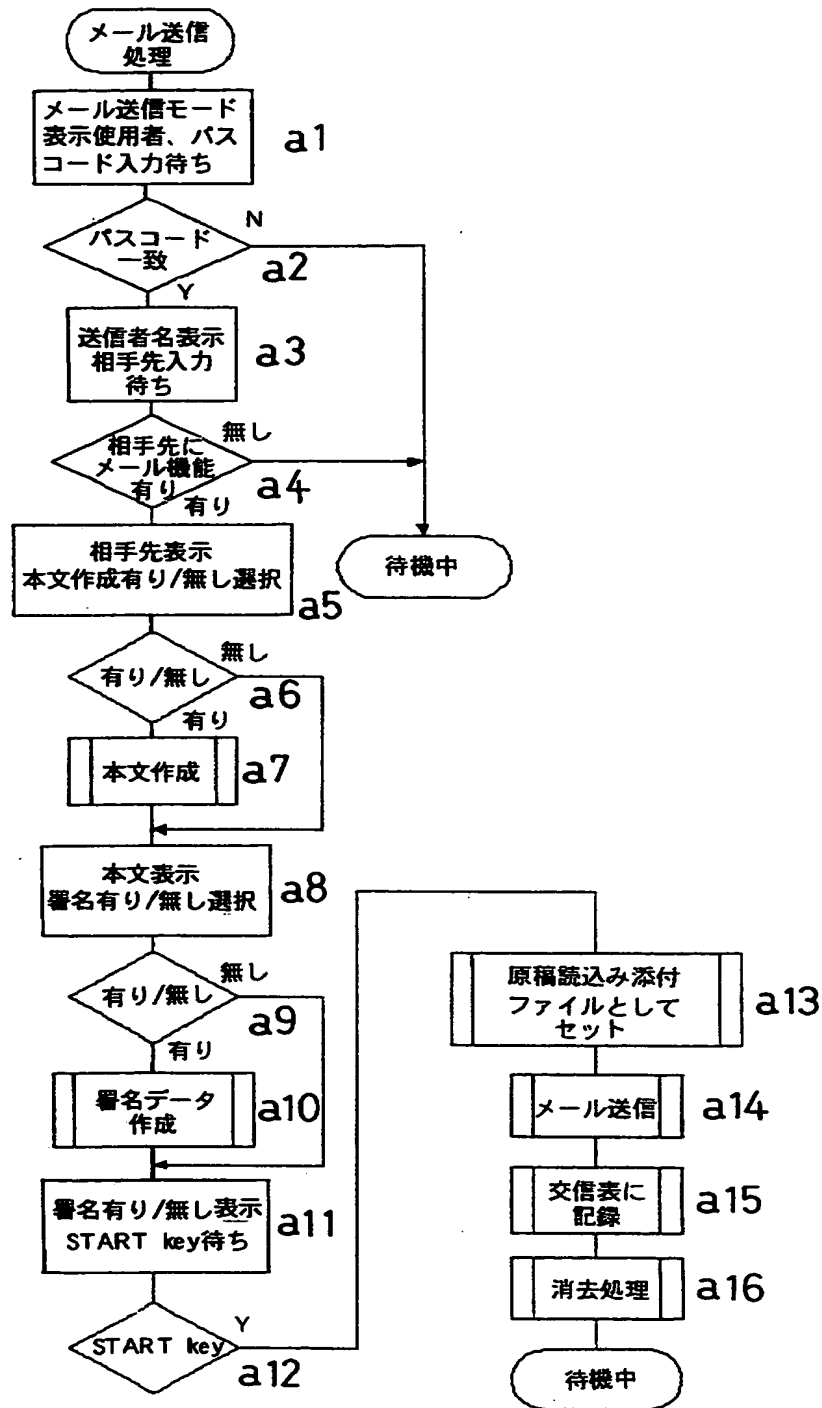 メール送信
処理
メール送信モード
表示使用者、パス
コード入力待ち
a1
パスコード
一致
N
a2
Y
送信者名表示
相手先入力
待ち
a3
相手先に
メール機能
有り
無し
a4
有り
待機中
相手先表示
本文作成有り/無し選択
a5
有り/無し
無し
a6
有り
本文作成
a7
本文表示
署名有り/無し選択
a8
有り/無し
無し
a9
有り
署名データ
作成
a10
署名有り/無し表示
START key待ち
a11
START key
Y
a12
原稿読込み添付
ファイルとして
セット
a13
メール送信
a14
交信表に
記録
a15
消去処理
a16
待機中